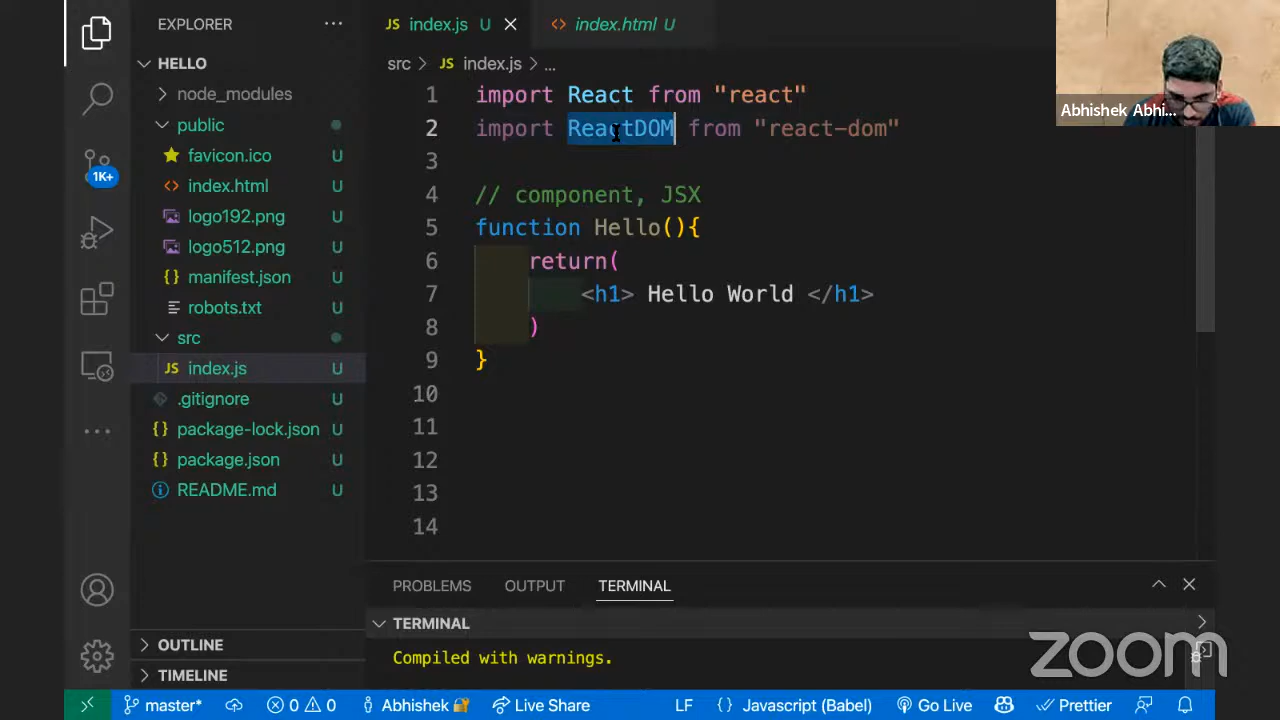 EXPLORER
HELLO
node_modules
public
favicon.ico U
index.html U
logo192.png U
logo512.png U
manifest.json U
robots.txt U
src
JS index.js U
.gitignore U
package-lock.json U
package.json U
README.md U
OUTLINE
TIMELINE
1K+
JS index.js U
index.html U
src > JS index.js > ...
1 import React from "react"
2 import ReactDOM from "react-dom"
3
4 // component, JSX
5 function Hello(){
6 return(
7 <h1> Hello World </h1>
8 )
9 }
10
11
12
13
14
Abhishek Abhi...
PROBLEMS OUTPUT TERMINAL
TERMINAL
Compiled with warnings.
zoom
master* 0 0 Abhishek Live Share LF {} Javascript (Babel) Go Live Prettier